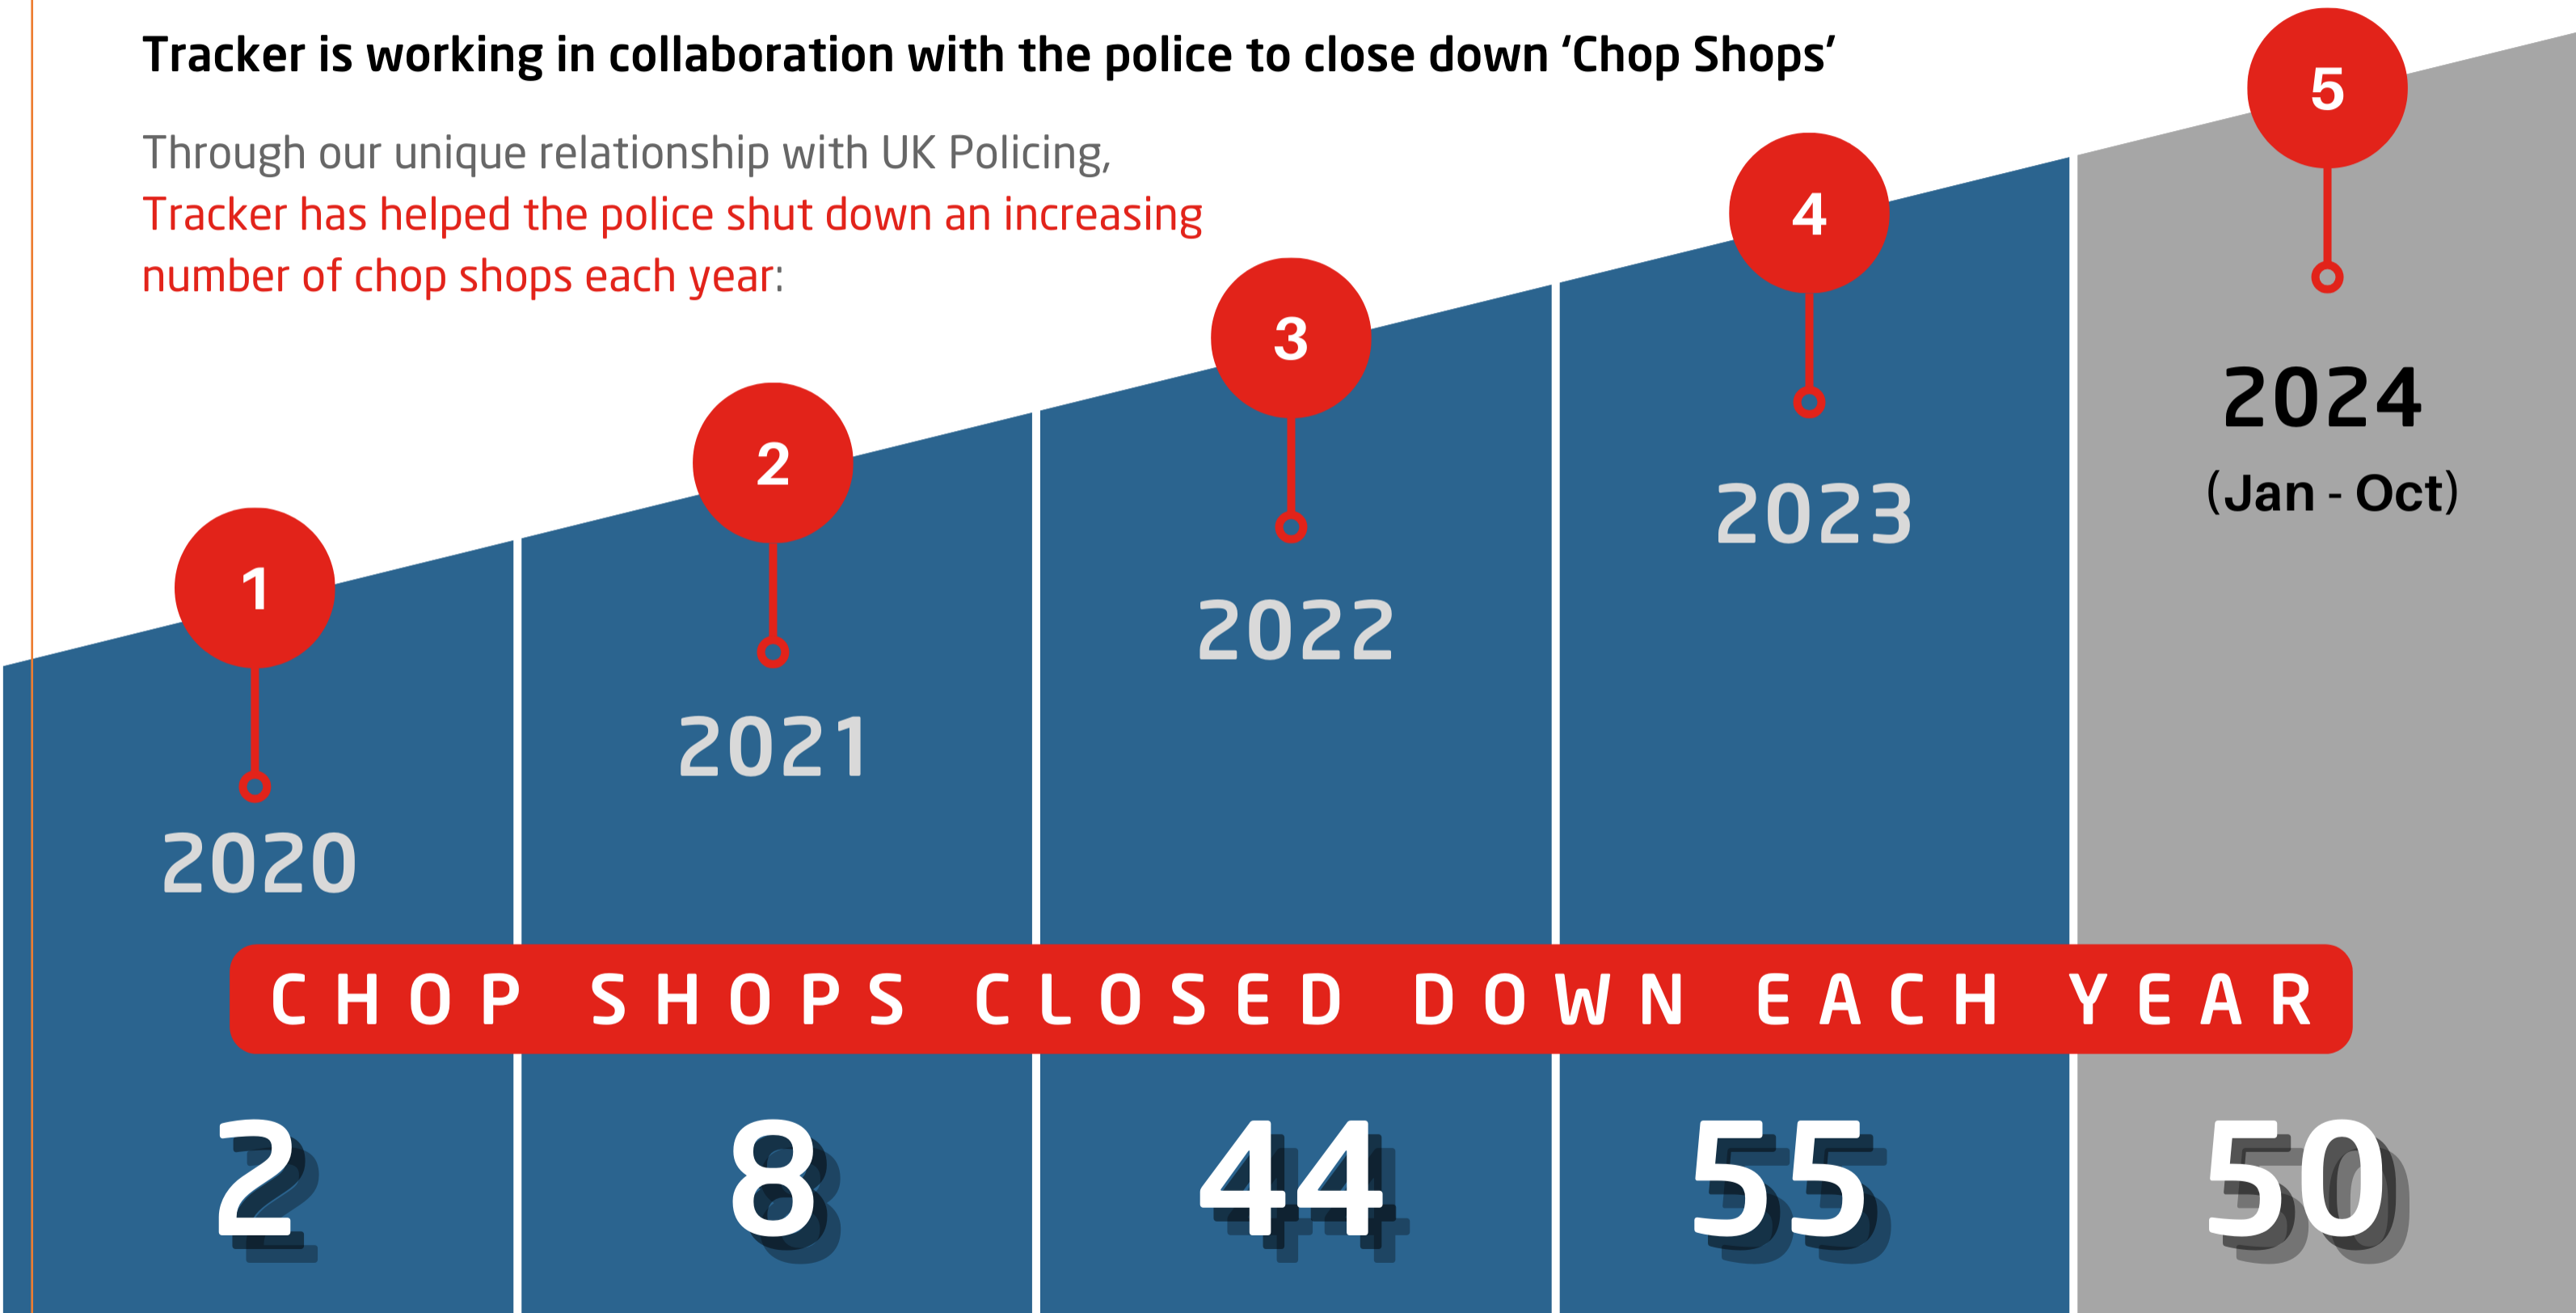 Tracker is working in collaboration with the police to close down ‘Chop Shops’
Through our unique relationship with UK Policing,
Tracker has helped the police shut down an increasing
number of chop shops each year:
1
2020
2
2021
3
2022
4
2023
5
2024
(Jan - Oct)
CHOP SHOPS CLOSED DOWN EACH YEAR
2
8
44
55
50